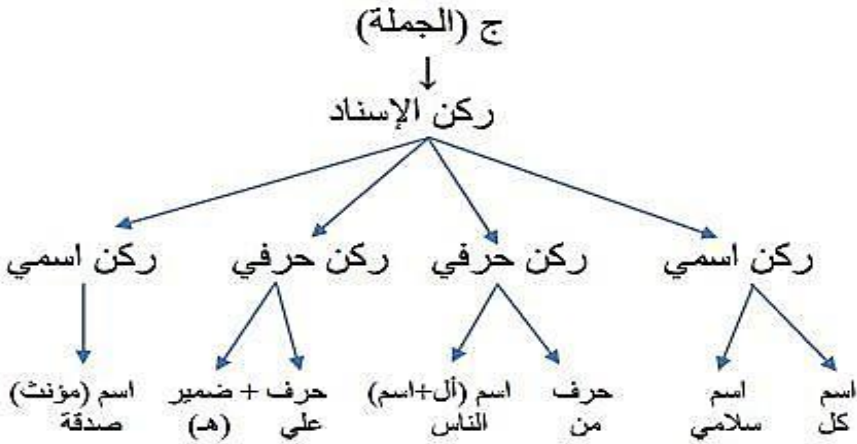 ج (الجملة)
ركن الإسناد
ركن اسمي ركن حرفي ركن حرفي ركن اسمي
اسم اسم حرف اسم (أل+اسم) حرف + ضمير اسم (مؤنث)
كل سلامي من الناس علي (هـ) صدقة